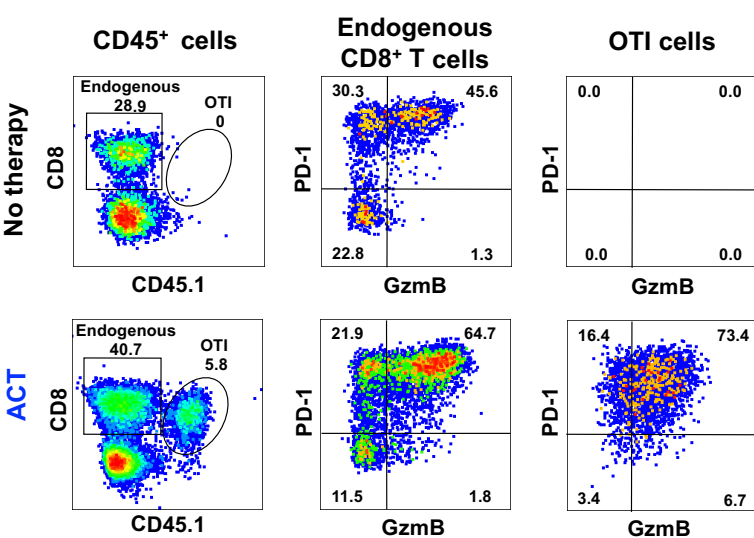 CD45⁺ cells
Endogenous
CD8⁺ T cells
OTI cells
No therapy
CD8
Endogenous
28.9
OTI
0
CD45.1
PD-1
30.3
45.6
22.8
1.3
GzmB
PD-1
0.0
0.0
0.0
0.0
GzmB
ACT
CD8
Endogenous
40.7
OTI
5.8
CD45.1
PD-1
21.9
64.7
11.5
1.8
GzmB
PD-1
16.4
73.4
3.4
6.7
GzmB